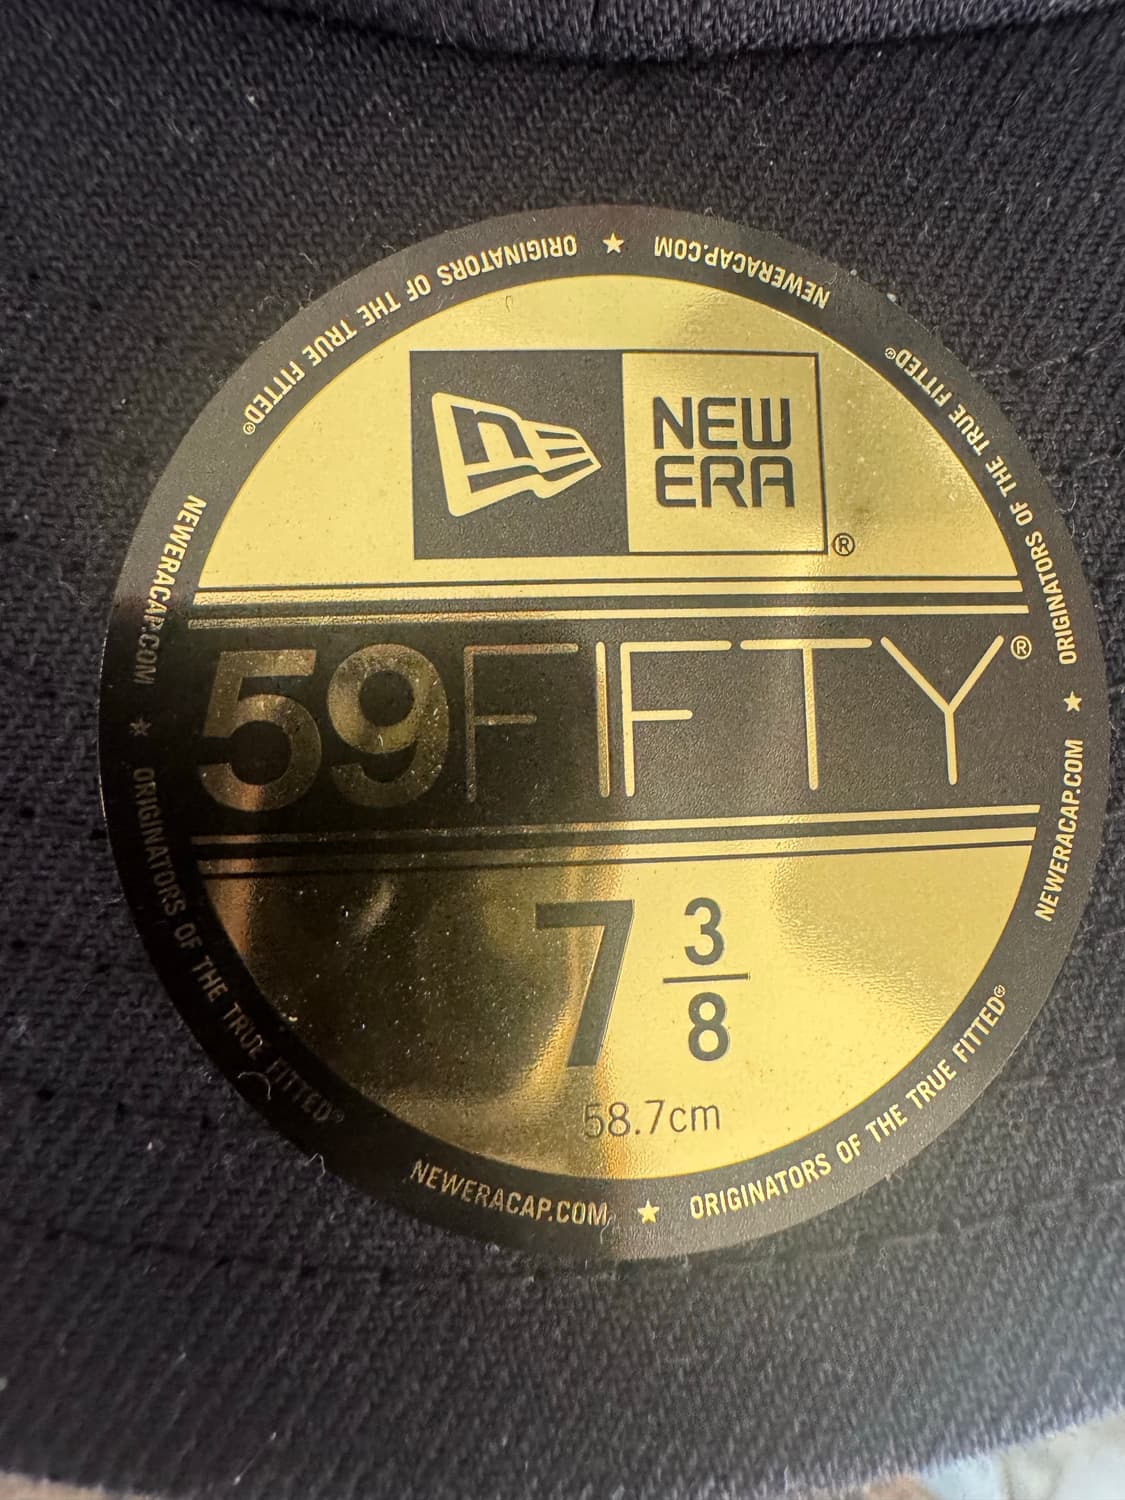 NEW
ERA
®
59FIFTY®
7 3/8
58.7cm
NEWERACAP.COM ★ ORIGINATORS OF THE TRUE FITTED®
NEWERACAP.COM ★ ORIGINATORS OF THE TRUE FITTED®
NEWERACAP.COM ★ ORIGINATORS OF THE TRUE FITTED®
NEWERACAP.COM ★ ORIGINATORS OF THE TRUE FITTED®